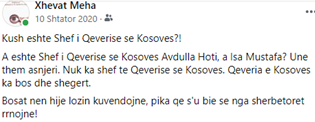 Xhevat Meha
10 Shtator 2020 ·
Kush eshte Shef i Qeverise se Kosoves?!
A eshte Shef i Qeverise se Kosoves Avdulla Hoti, a Isa Mustafa? Une
them asnjeri. Nuk ka shef te Qeverise se Kosoves. Qeveria e Kosoves
ka bos dhe shegert.
Bosat nen hije lozin kuvendojne, pika qe s'u bie se nga sherbetoret
rrnojne!